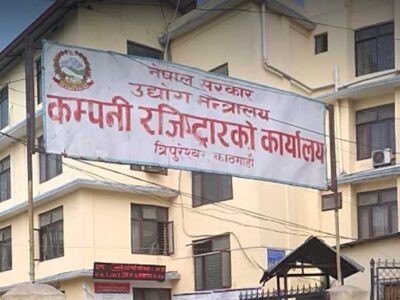 नेपाल सरकार
उद्योग मन्त्रालय
कम्पनी रजिष्ट्रारको कार्यालय
त्रिपुरेश्वर, काठमाडौं